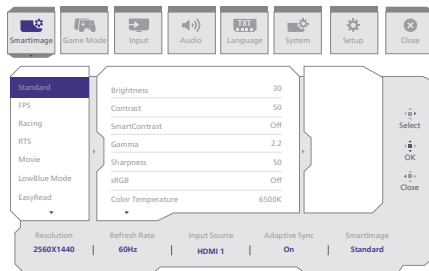 SmartImage
Game Mode
Input
Audio
TXT
Language
System
Setup
Close
Standard
FPS
Racing
RTS
Movie
LowBlue Mode
EasyRead
Brightness 30
Contrast 50
SmartContrast Off
Gamma 2.2
Sharpness 50
sRGB Off
Color Temperature 6500K
Select
OK
Close
Resolution Refresh Rate Input Source Adaptive Sync SmartImage
2560X1440 | 60Hz | HDMI 1 | On | Standard